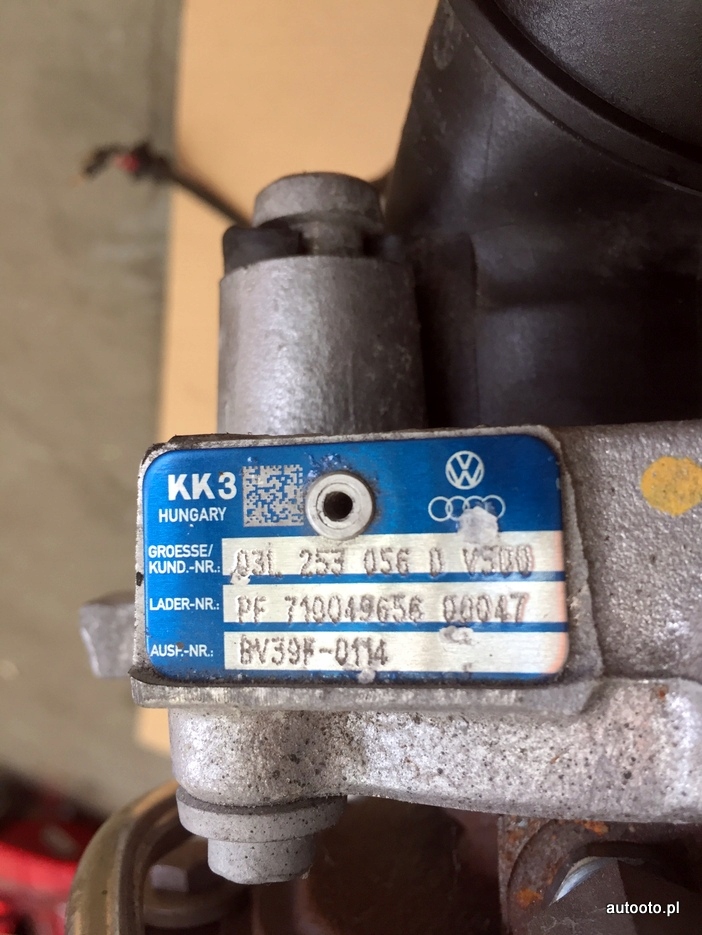 KK3
HUNGARY
GROESSE/
KUND.-NR.: 03L 253 056 D V500
LADER-NR.: PF 710049656 00047
AUSF.-NR.: BV39F-0114
autooto.pl